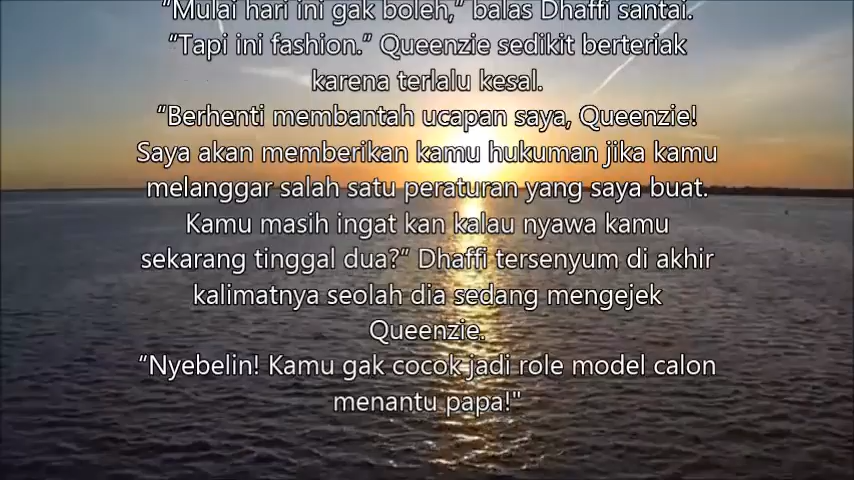 “Mulai hari ini gak boleh,” balas Dhaffi santai.
“Tapi ini fashion.” Queenzie sedikit berteriak
karena terlalu kesal.
“Berhenti membantah ucapan saya, Queenzie!
Saya akan memberikan kamu hukuman jika kamu
melanggar salah satu peraturan yang saya buat.
Kamu masih ingat kan kalau nyawa kamu
sekarang tinggal dua?” Dhaffi tersenyum di akhir
kalimatnya seolah dia sedang mengejek
Queenzie.
“Nyebelin! Kamu gak cocok jadi role model calon
menantu papa!"